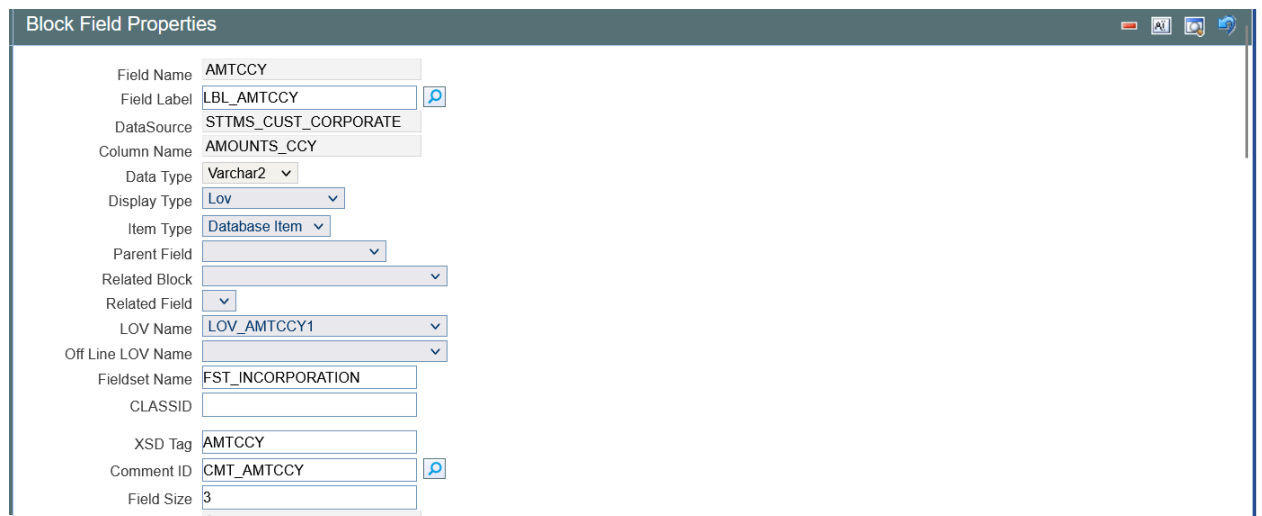 Block Field Properties
Field Name AMTCCY
Field Label LBL_AMTCCY
DataSource STTMS_CUST_CORPORATE
Column Name AMOUNTS_CCY
Data Type Varchar2
Display Type Lov
Item Type Database Item
Parent Field
Related Block
Related Field
LOV Name LOV_AMTCCY1
Off Line LOV Name
Fieldset Name FST_INCORPORATION
CLASSID
XSD Tag AMTCCY
Comment ID CMT_AMTCCY
Field Size 3